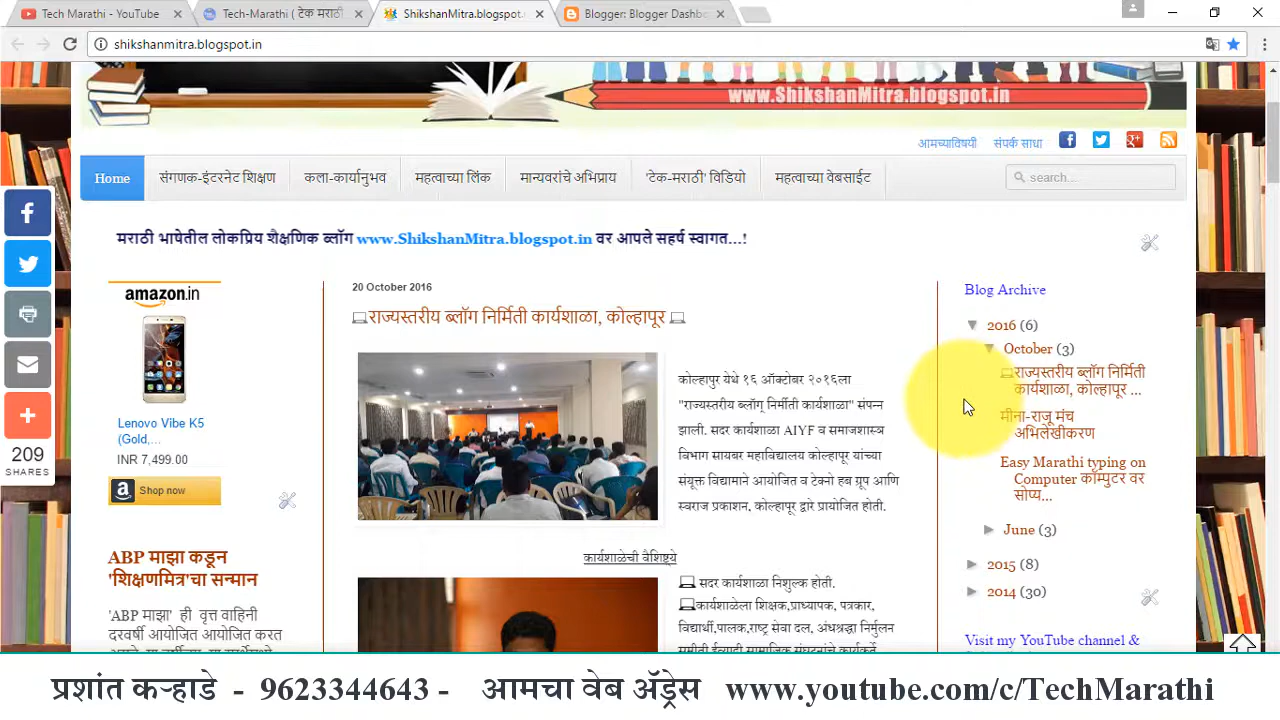 Tech Marathi - YouTube
Tech-Marathi ( टेक मराठी
ShikshanMitra.blogspot.
Blogger: Blogger Dashbo
shikshanmitra.blogspot.in
www.ShikshanMitra.blogspot.in
आमच्याविषयी संपर्क साधा
Home संगणक-इंटरनेट शिक्षण कला-कार्यानुभव महत्वाच्या लिंक मान्यवरांचे अभिप्राय 'टेक-मराठी' विडियो महत्वाच्या वेबसाईट search...
मराठी भाषेतील लोकप्रिय शैक्षणिक ब्लॉग www.ShikshanMitra.blogspot.in वर आपले सहर्ष स्वागत...!
209
SHARES
amazon.in
Lenovo Vibe K5
(Gold,...
INR 7,499.00
Shop now
ABP माझा कडून
'शिक्षणमित्र'चा सन्मान
'ABP माझा' ही वृत्त वाहिनी
दरवर्षी आयोजित आयोजित करत
20 October 2016
राज्यस्तरीय ब्लॉग निर्मिती कार्यशाळा, कोल्हापूर
कोल्हापुर येथे १६ ऑक्टोबर २०१६ला
"राज्यस्तरीय ब्लॉग् निर्मीती कार्यशाळा" संपन्न
झाली. सदर कार्यशाळा AIYF व समाजशास्त्र
विभाग सायबर महाविद्यालय कोल्हापूर यांच्या
संयूक्त विद्यमाने आयोजित व टेक्नो हब ग्रूप आणि
स्वराज प्रकाशन. कोल्हापूर द्वारे प्रायोजित होती.
कार्यशाळेची वैशिष्ट्ये
सदर कार्यशाळा निशुल्क होती.
कार्यशाळेला शिक्षक,प्राध्यापक, पत्रकार,
विद्यार्थी,पालक,राष्ट्र सेवा दल, अंधश्रद्धा निर्मुलन
Blog Archive
▼ 2016 (6)
▼ October (3)
राज्यस्तरीय ब्लॉग निर्मिती
कार्यशाळा, कोल्हापूर ...
मीना-राजू मंच
अभिलेखीकरण
Easy Marathi typing on
Computer कॉम्पुटर वर
सोप्य...
► June (3)
► 2015 (8)
► 2014 (30)
Visit my YouTube channel &
प्रशांत कऱ्हाडे - 9623344643 - आमचा वेब ॲड्रेस www.youtube.com/c/TechMarathi